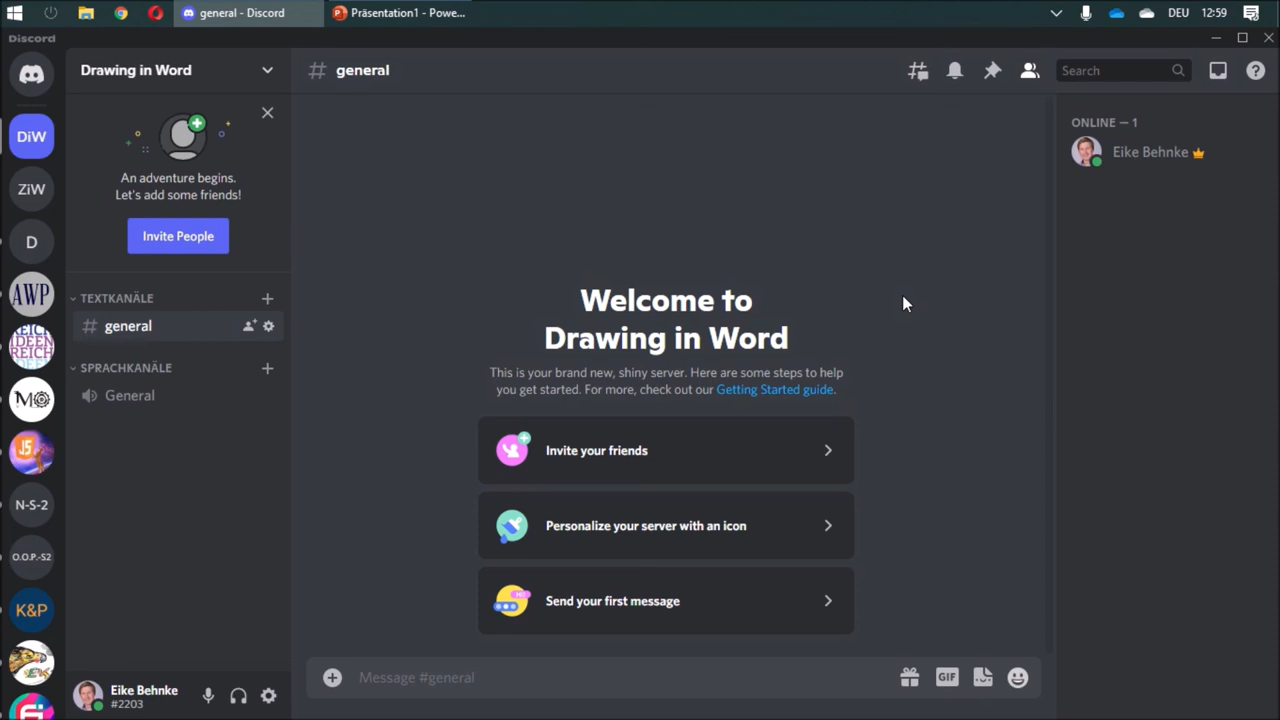 general - Discord
Präsentation1 - Powe...
DEU
12:59
Discord
Drawing in Word
general
Search
DiW
ZiW
D
AWP
IDEEN
REICH
MO
JS
N-S-2
O.O.P.-S2
K&P
An adventure begins.
Let's add some friends!
Invite People
TEXTKANÄLE
general
SPRACHKANÄLE
General
Eike Behnke
#2203
Welcome to
Drawing in Word
This is your brand new, shiny server. Here are some steps to help
you get started. For more, check out our Getting Started guide.
Invite your friends
Personalize your server with an icon
Send your first message
Message #general
GIF
ONLINE — 1
Eike Behnke